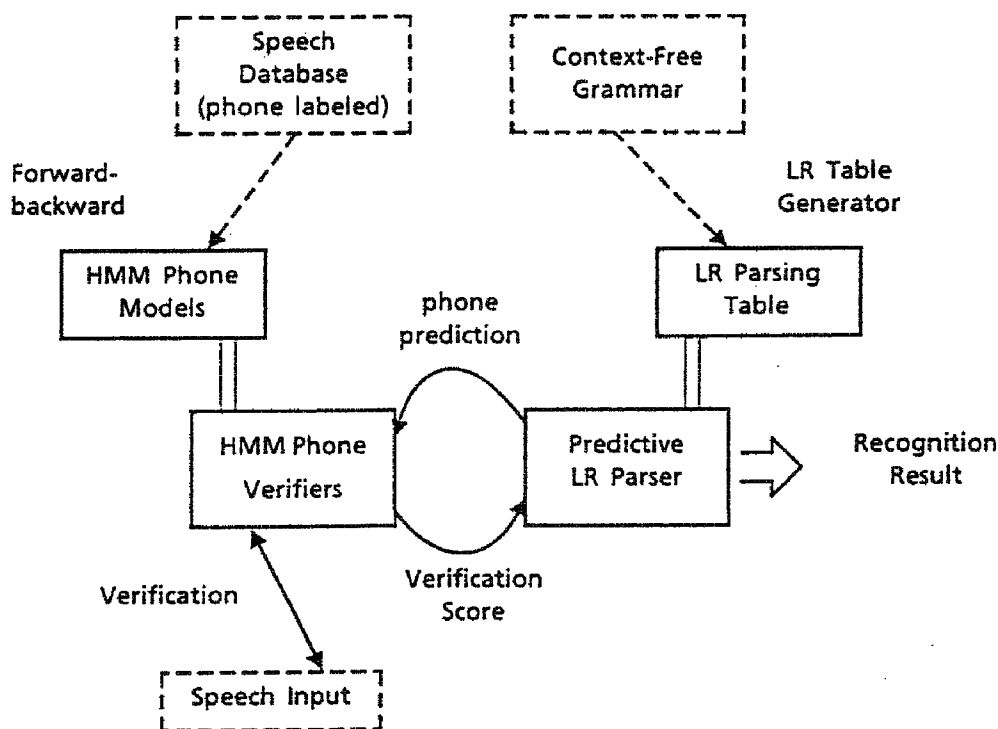 Speech
Database
(phone labeled)
Context-Free
Grammar
Forward-
backward
LR Table
Generator
HMM Phone
Models
LR Parsing
Table
phone
prediction
HMM Phone
Verifiers
Predictive
LR Parser
Recognition
Result
Verification
Verification
Score
Speech Input